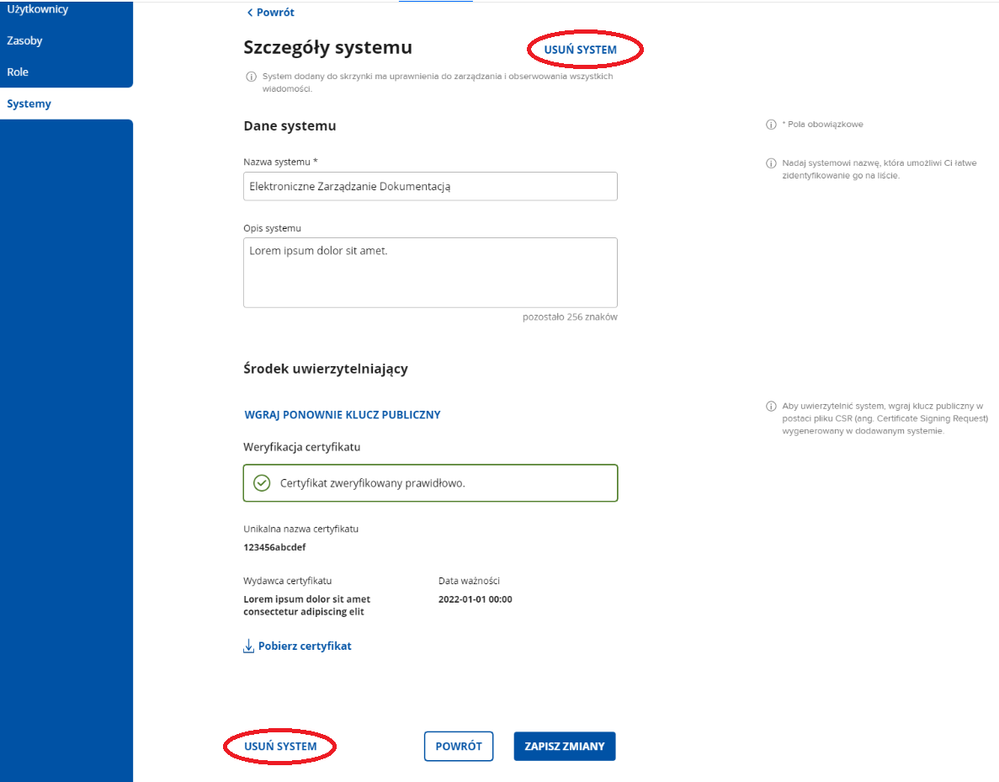 Użytkownicy
Zasoby
Role
Systemy
Powrót
Szczegóły systemu
USUŃ SYSTEM
System dodany do skrzynki ma uprawnienia do zarządzania i obserwowania wszystkich
wiadomości.
Dane systemu
* Pola obowiązkowe
Nazwa systemu *
Elektroniczne Zarządzanie Dokumentacją
Nadaj systemowi nazwę, która umożliwi Ci łatwe
zidentyfikowanie go na liście.
Opis systemu
Lorem ipsum dolor sit amet.
pozostało 256 znaków
Środek uwierzytelniający
WGRAJ PONOWNIE KLUCZ PUBLICZNY
Aby uwierzytelnić system, wgraj klucz publiczny w
postaci pliku CSR (ang. Certificate Signing Request)
wygenerowany w dodawanym systemie.
Weryfikacja certyfikatu
Certyfikat zweryfikowany prawidłowo.
Unikalna nazwa certyfikatu
123456abcdef
Wydawca certyfikatu
Lorem ipsum dolor sit amet
consectetur adipiscing elit
Data ważności
2022-01-01 00:00
Pobierz certyfikat
USUŃ SYSTEM
POWRÓT
ZAPISZ ZMIANY